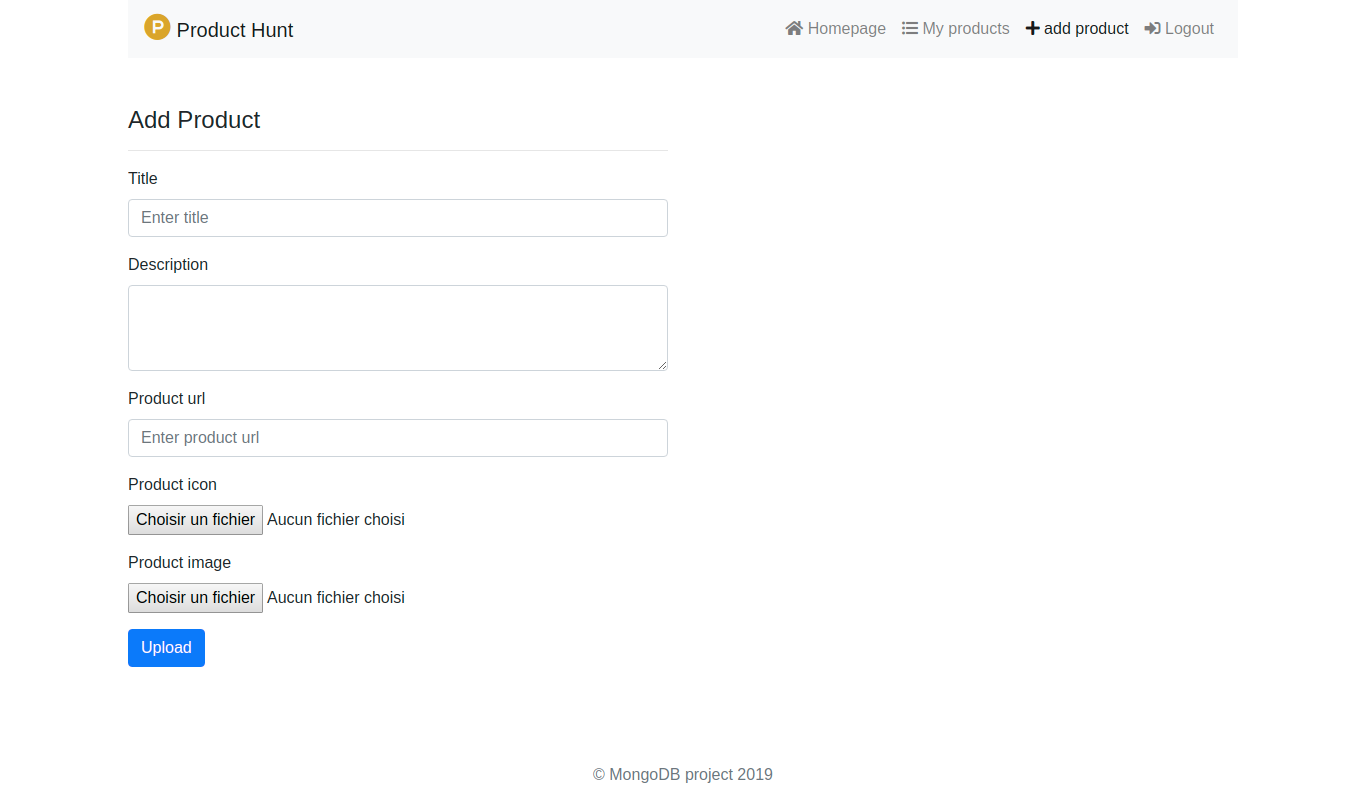 P Product Hunt Homepage My products add product Logout
Add Product
Title
Enter title
Description
Product url
Enter product url
Product icon
Choisir un fichier Aucun fichier choisi
Product image
Choisir un fichier Aucun fichier choisi
Upload
© MongoDB project 2019